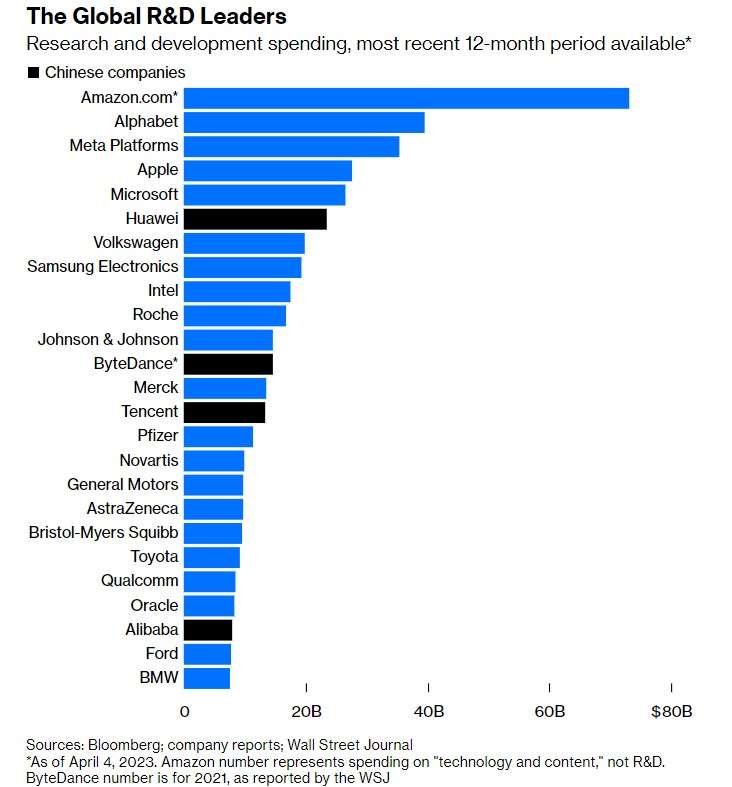 The Global R&D Leaders
Research and development spending, most recent 12-month period available*
Chinese companies
Amazon.com*
Alphabet
Meta Platforms
Apple
Microsoft
Huawei
Volkswagen
Samsung Electronics
Intel
Roche
Johnson & Johnson
ByteDance*
Merck
Tencent
Pfizer
Novartis
General Motors
AstraZeneca
Bristol-Myers Squibb
Toyota
Qualcomm
Oracle
Alibaba
Ford
BMW
0 20B 40B 60B $80B
Sources: Bloomberg; company reports; Wall Street Journal
*As of April 4, 2023. Amazon number represents spending on "technology and content," not R&D.
ByteDance number is for 2021, as reported by the WSJ